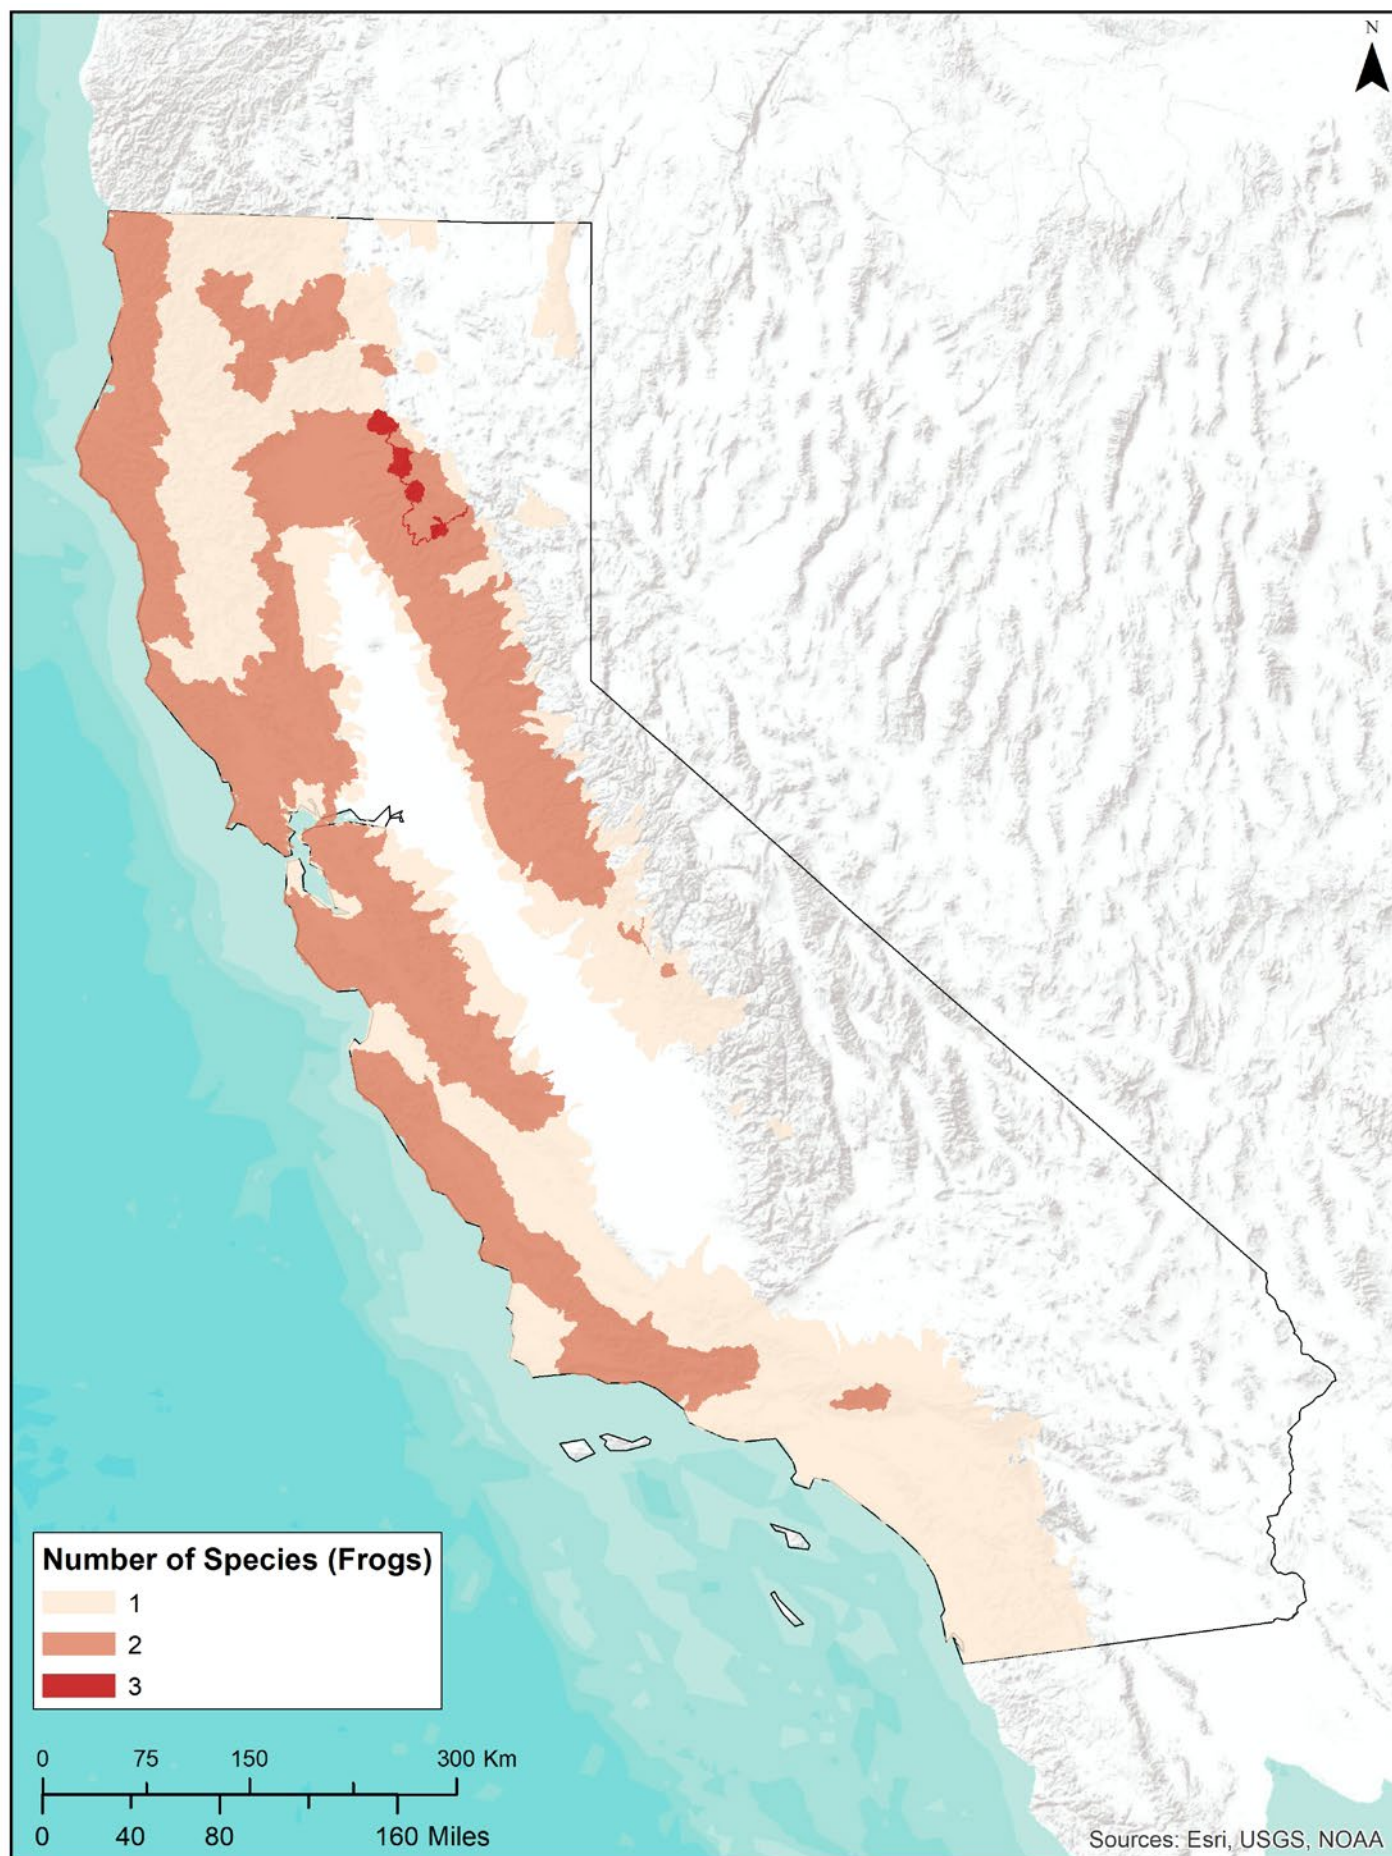 N
Number of Species (Frogs)
1
2
3
0 75 150 300 Km
0 40 80 160 Miles
Sources: Esri, USGS, NOAA